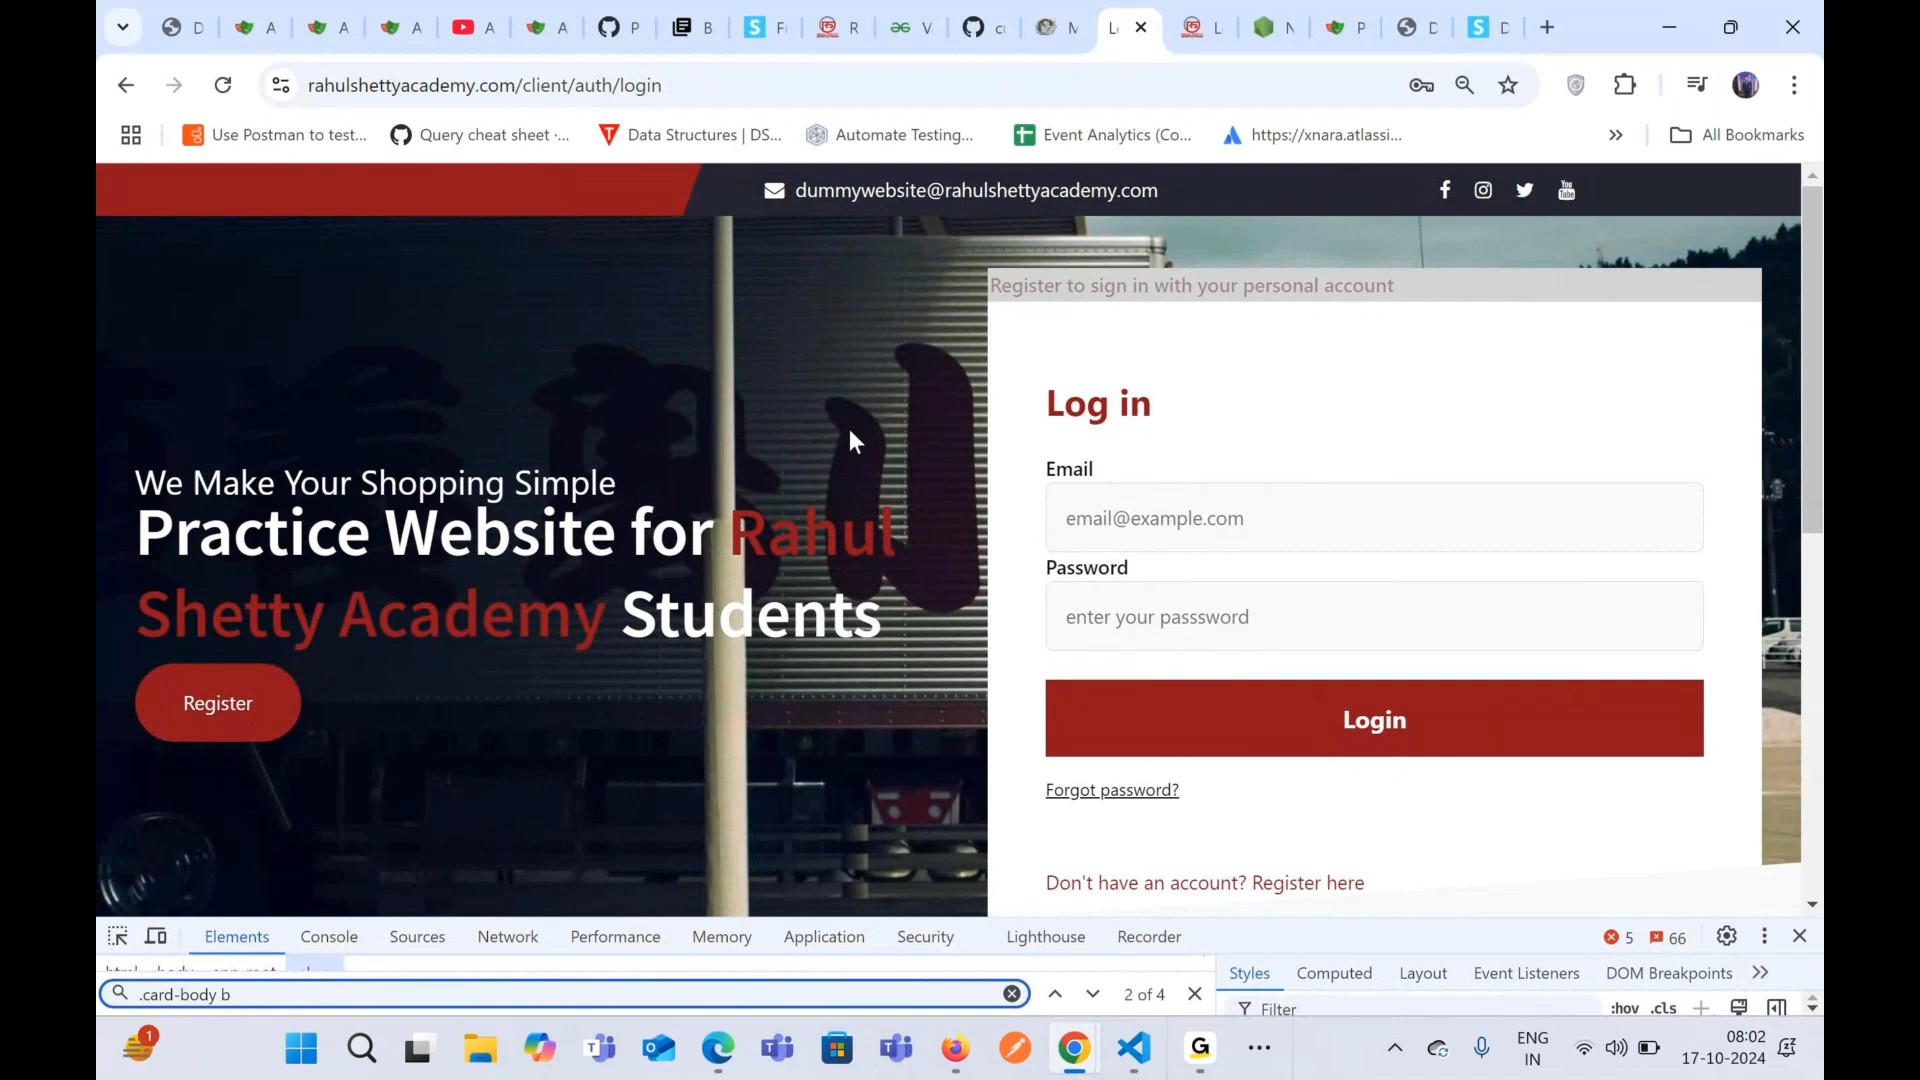 D
A
A
A
A
A
P
B
Fi
R
V
M
L
N
P
D
D
rahulshettyacademy.com/client/auth/login
Use Postman to test...
Query cheat sheet ·...
Data Structures | DS...
Automate Testing...
Event Analytics (Co...
https://xnara.atlassi...
All Bookmarks
dummywebsite@rahulshettyacademy.com
You Tube
Register to sign in with your personal account
Log in
Email
email@example.com
Password
enter your passsword
Login
Forgot password?
Don't have an account? Register here
We Make Your Shopping Simple
Practice Website for Rahul
Shetty Academy Students
Register
Elements Console Sources Network Performance Memory Application Security Lighthouse Recorder
5 66
Styles Computed Layout Event Listeners DOM Breakpoints
.card-body b
2 of 4
Filter
:hov .cls
1
ENG
IN
08:02
17-10-2024